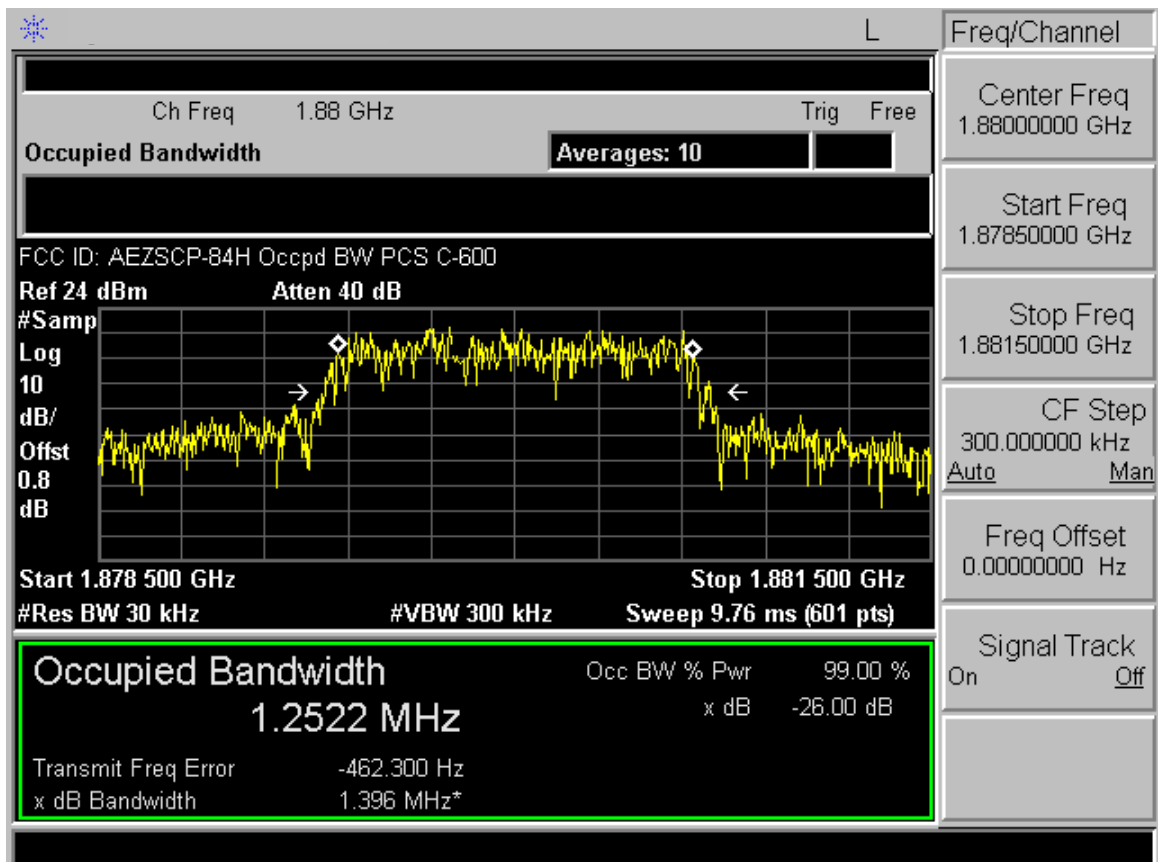 L
Freq/Channel
Ch Freq 1.88 GHz Trig Free
Occupied Bandwidth Averages: 10
FCC ID: AEZSCP-84H Occpd BW PCS C-600
Ref 24 dBm Atten 40 dB
#Samp
Log
10
dB/
Offst
0.8
dB
Start 1.878 500 GHz Stop 1.881 500 GHz
#Res BW 30 kHz #VBW 300 kHz Sweep 9.76 ms (601 pts)
Occupied Bandwidth
1.2522 MHz
Occ BW % Pwr 99.00 %
x dB -26.00 dB
Transmit Freq Error -462.300 Hz
x dB Bandwidth 1.396 MHz*
Center Freq
1.88000000 GHz
Start Freq
1.87850000 GHz
Stop Freq
1.88150000 GHz
CF Step
300.000000 kHz
Auto Man
Freq Offset
0.00000000 Hz
Signal Track
On Off